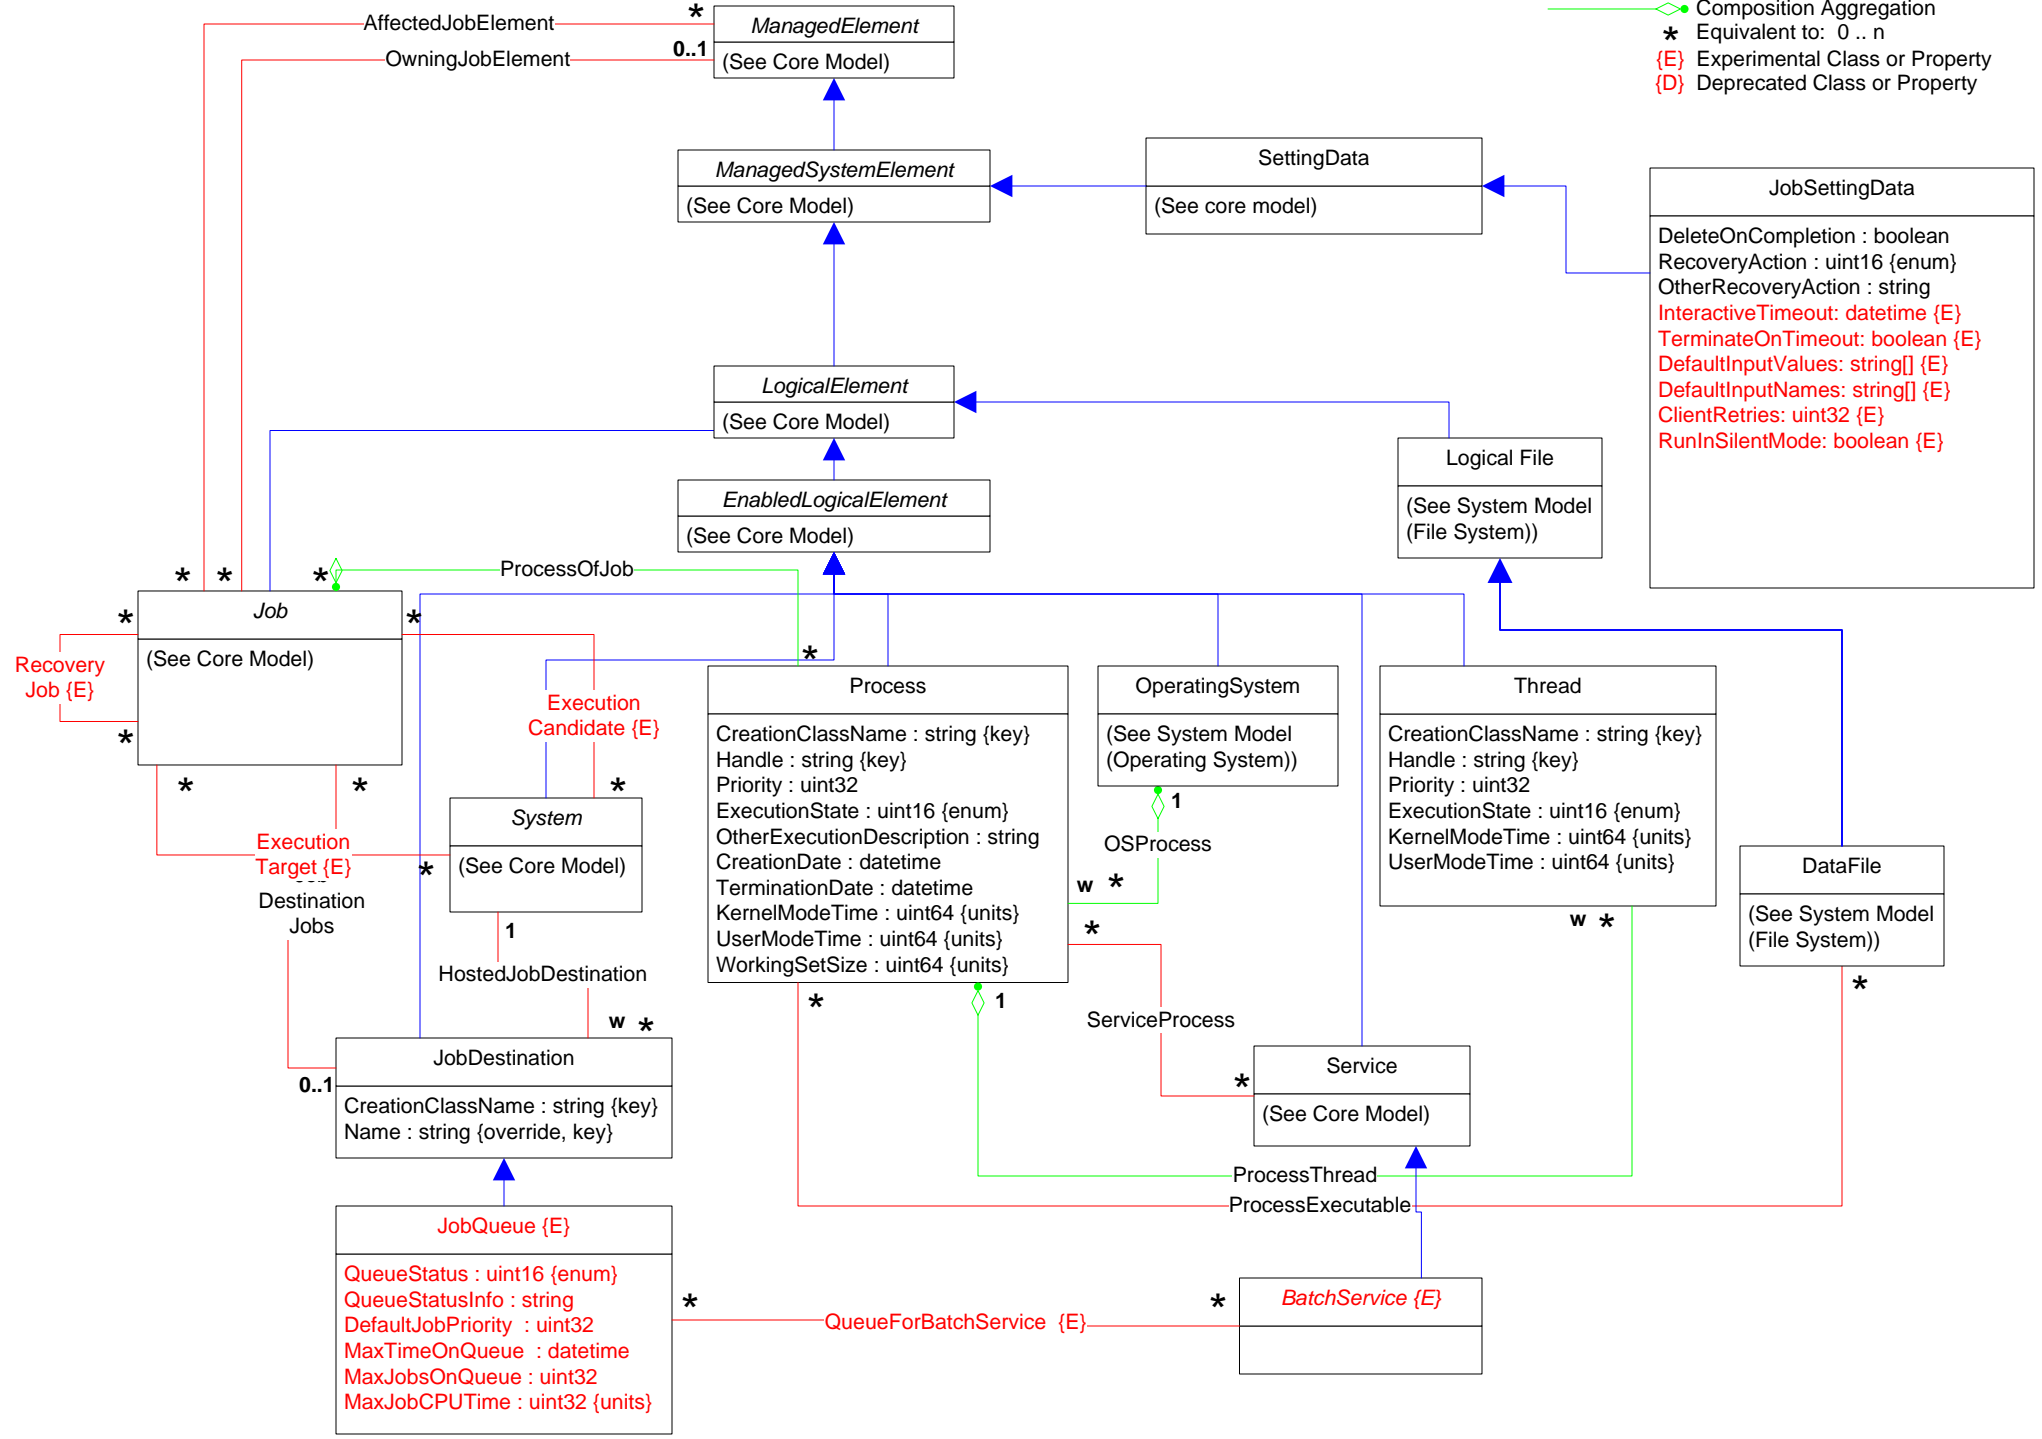 Composition Aggregation
* Equivalent to: 0 .. n
{E} Experimental Class or Property
{D} Deprecated Class or Property
AffectedJobElement
*
OwningJobElement
0..1
ManagedElement
(See Core Model)
ManagedSystemElement
(See Core Model)
SettingData
(See core model)
JobSettingData
DeleteOnCompletion : boolean
RecoveryAction : uint16 {enum}
OtherRecoveryAction : string
InteractiveTimeout: datetime {E}
TerminateOnTimeout: boolean {E}
DefaultInputValues: string[] {E}
DefaultInputNames: string[] {E}
ClientRetries: uint32 {E}
RunInSilentMode: boolean {E}
LogicalElement
(See Core Model)
Logical File
(See System Model
(File System))
EnabledLogicalElement
(See Core Model)
* * *
ProcessOfJob
*
* *
Job
(See Core Model)
Recovery
Job {E}
*
* *
Execution
Candidate {E}
*
System
(See Core Model)
Execution
Target {E}
*
Destination
Jobs
1
HostedJobDestination
w *
0..1
JobDestination
CreationClassName : string {key}
Name : string {override, key}
Process
CreationClassName : string {key}
Handle : string {key}
Priority : uint32
ExecutionState : uint16 {enum}
OtherExecutionDescription : string
CreationDate : datetime
TerminationDate : datetime
KernelModeTime : uint64 {units}
UserModeTime : uint64 {units}
WorkingSetSize : uint64 {units}
OperatingSystem
(See System Model
(Operating System))
1
OSProcess
w *
*
Thread
CreationClassName : string {key}
Handle : string {key}
Priority : uint32
ExecutionState : uint16 {enum}
KernelModeTime : uint64 {units}
UserModeTime : uint64 {units}
w *
DataFile
(See System Model
(File System))
*
* 1
ServiceProcess
*
Service
(See Core Model)
ProcessThread
ProcessExecutable
JobQueue {E}
QueueStatus : uint16 {enum}
QueueStatusInfo : string
DefaultJobPriority : uint32
MaxTimeOnQueue : datetime
MaxJobsOnQueue : uint32
MaxJobCPUTime : uint32 {units}
* *
QueueForBatchService {E}
BatchService {E}